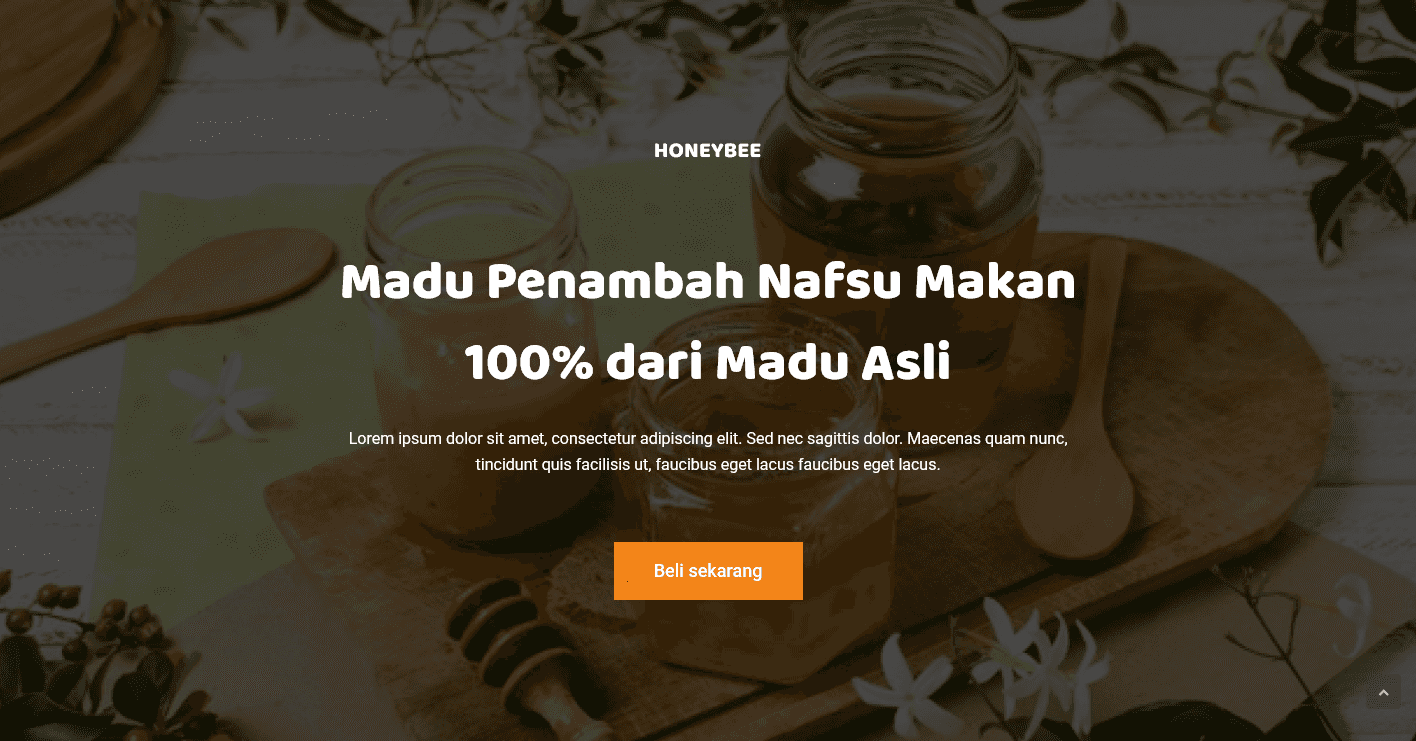 HONEYBEE
Madu Penambah Nafsu Makan
100% dari Madu Asli
Lorem ipsum dolor sit amet, consectetur adipiscing elit. Sed nec sagittis dolor. Maecenas quam nunc,
tincidunt quis facilisis ut, faucibus eget lacus faucibus eget lacus.
Beli sekarang